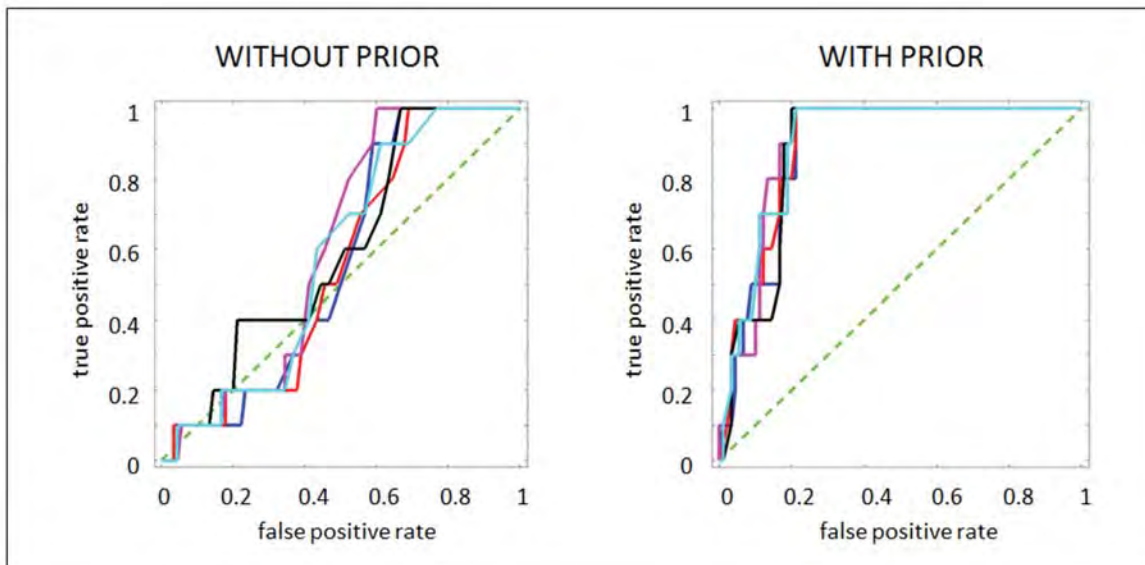 WITHOUT PRIOR
true positive rate
1
0.8
0.6
0.4
0.2
0
0 0.2 0.4 0.6 0.8 1
false positive rate
WITH PRIOR
true positive rate
1
0.8
0.6
0.4
0.2
0
0 0.2 0.4 0.6 0.8 1
false positive rate